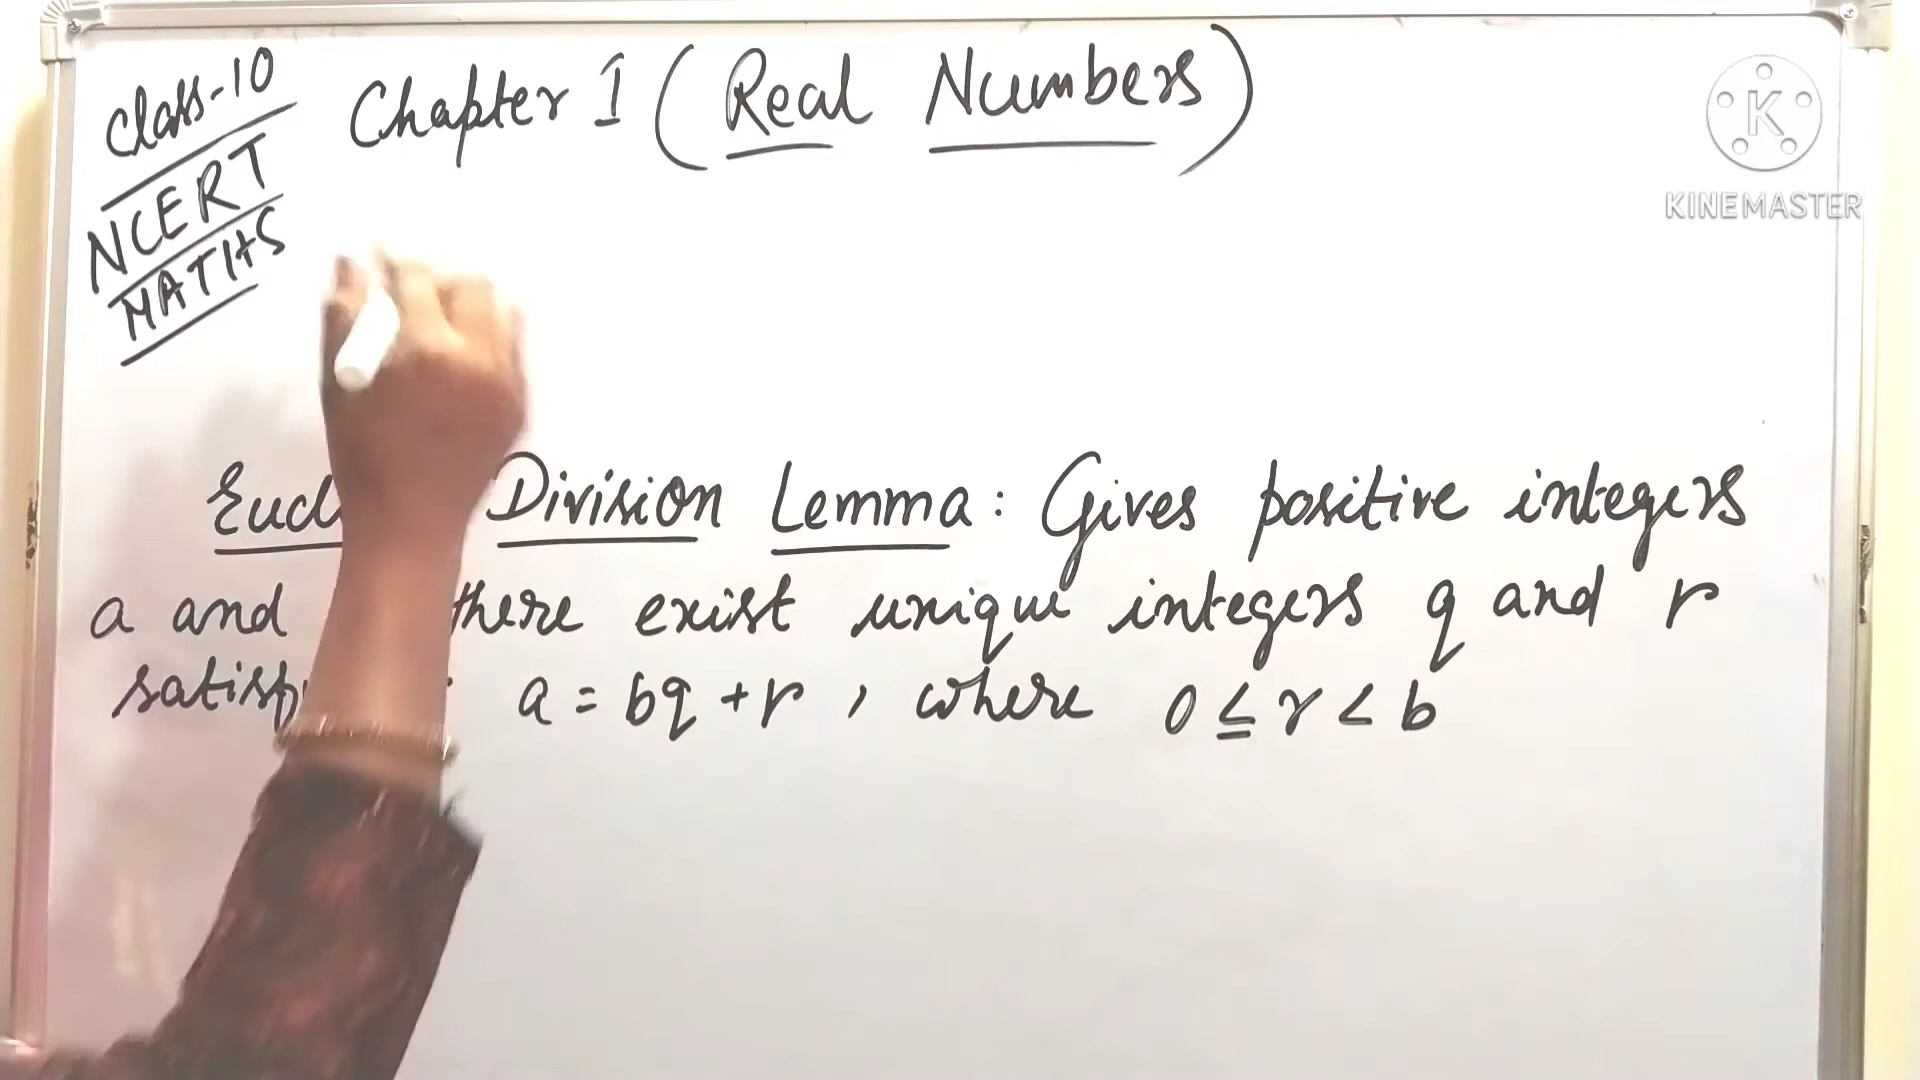 Class-10
NCERT
MATHS
Chapter I (Real Numbers)
KINEMASTER
Division Lemma: Gives positive integers
a and there exist unique integers q and r
a = bq + r, where 0 ≤ r < b